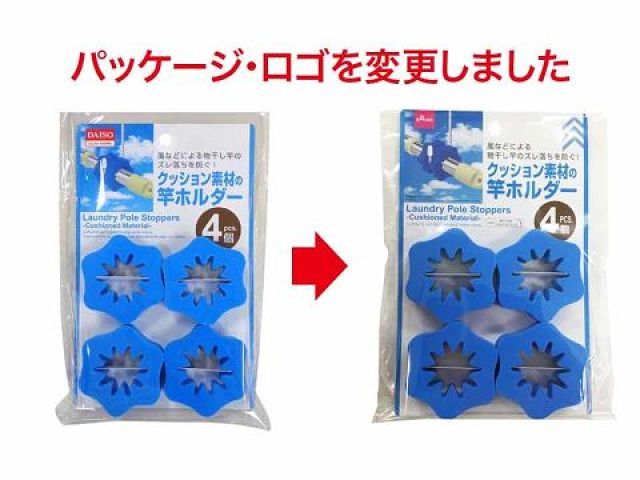 パッケージ・ロゴを変更しました
DAISO
風などによる物干し竿の
ズレ落ちを防ぐ!
クッション素材の
竿ホルダー
Laundry Pole Stoppers
-Cushioned Material-
4
pcs.
個
風などによる
物干し竿のズレ落ちを防ぐ!
クッション素材の
竿ホルダー
Laundry Pole Stoppers
-Cushioned Material-
4
PCS.
個